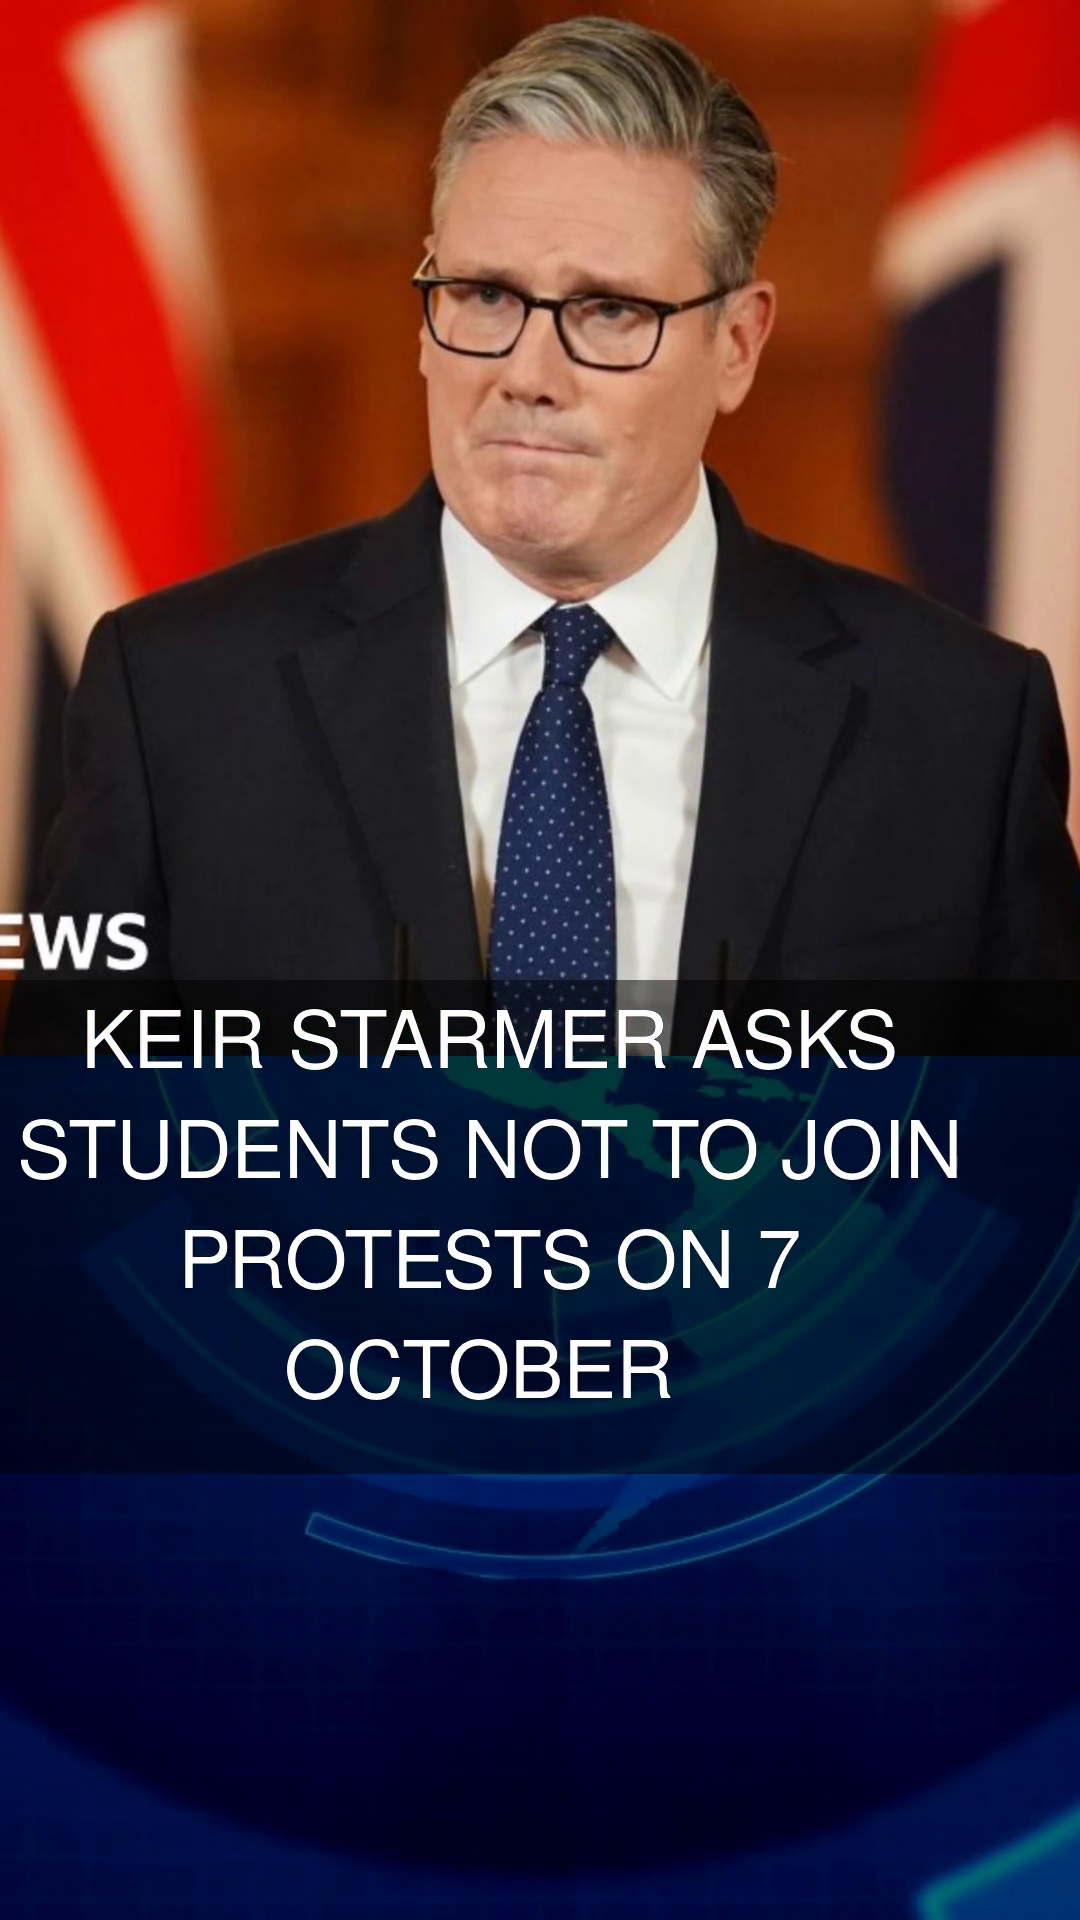 EWS
KEIR STARMER ASKS
STUDENTS NOT TO JOIN
PROTESTS ON 7
OCTOBER